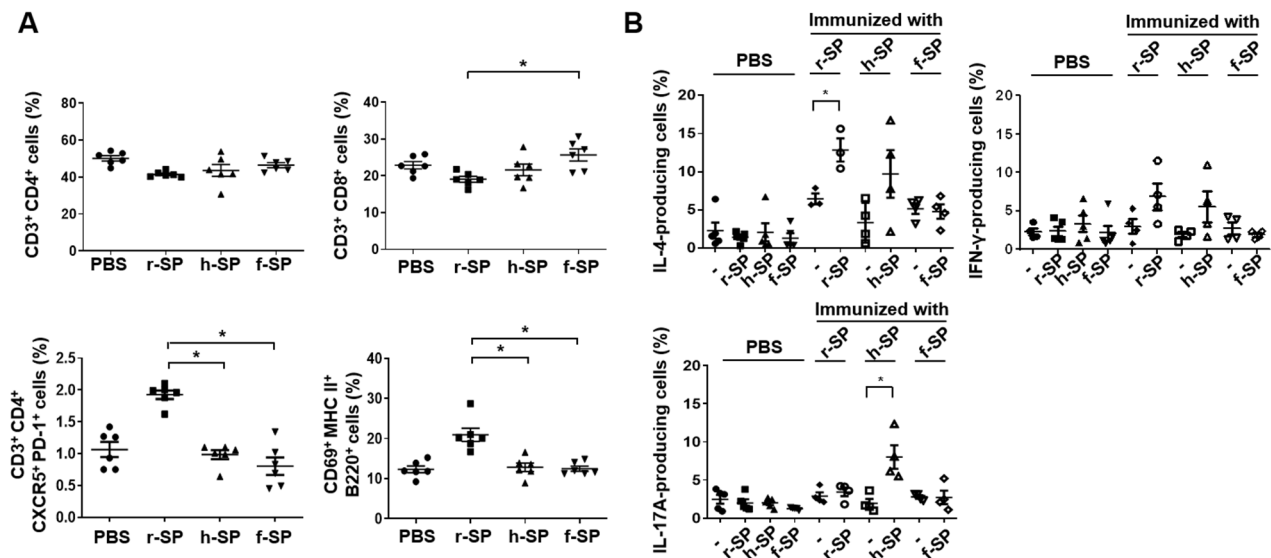 A
CD3⁺ CD4⁺ cells (%)
80
60
40
20
0
PBS r-SP h-SP f-SP
CD3⁺ CD8⁺ cells (%)
40
30
20
10
0
*
PBS r-SP h-SP f-SP
CD3⁺ CD4⁺
CXCR5⁺ PD-1⁺ cells (%)
2.5
2.0
1.5
1.0
0.5
0.0
*
*
PBS r-SP h-SP f-SP
CD69⁺ MHC II⁺
B220⁺ cells (%)
40
30
20
10
0
*
*
PBS r-SP h-SP f-SP
B
Immunized with
PBS r-SP h-SP f-SP
IL-4-producing cells (%)
20
15
10
5
0
*
- r-SP h-SP f-SP - r-SP - h-SP - f-SP
Immunized with
PBS r-SP h-SP f-SP
IFN-γ-producing cells (%)
20
15
10
5
0
- r-SP h-SP f-SP - r-SP - h-SP - f-SP
Immunized with
PBS r-SP h-SP f-SP
IL-17A-producing cells (%)
20
15
10
5
0
*
- r-SP h-SP f-SP - r-SP - h-SP - f-SP